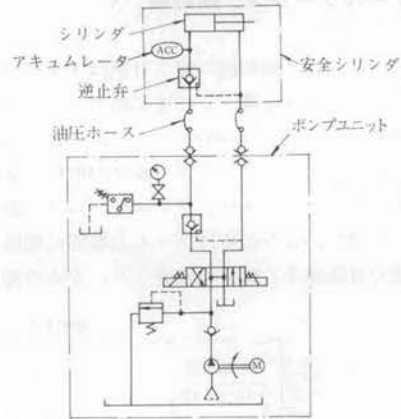 シリンダ
アキュムレータ
ACC
逆止弁
安全シリンダ
油圧ホース
ポンプユニット
M